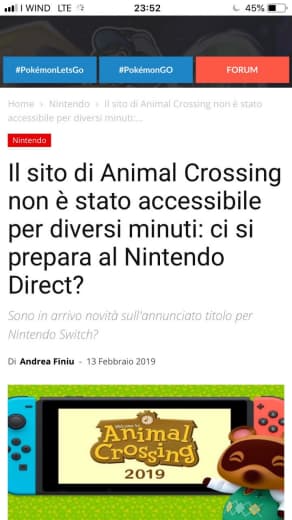 I WIND LTE 23:52 45%
#PokémonLetsGo #PokémonGO FORUM
Home › Nintendo › Il sito di Animal Crossing non è stato
accessibile per diversi minuti:...
Nintendo
Il sito di Animal Crossing
non è stato accessibile
per diversi minuti: ci si
prepara al Nintendo
Direct?
Sono in arrivo novità sull'annunciato titolo per
Nintendo Switch?
Di Andrea Finiu - 13 Febbraio 2019
Welcome to
Animal
Crossing
2019